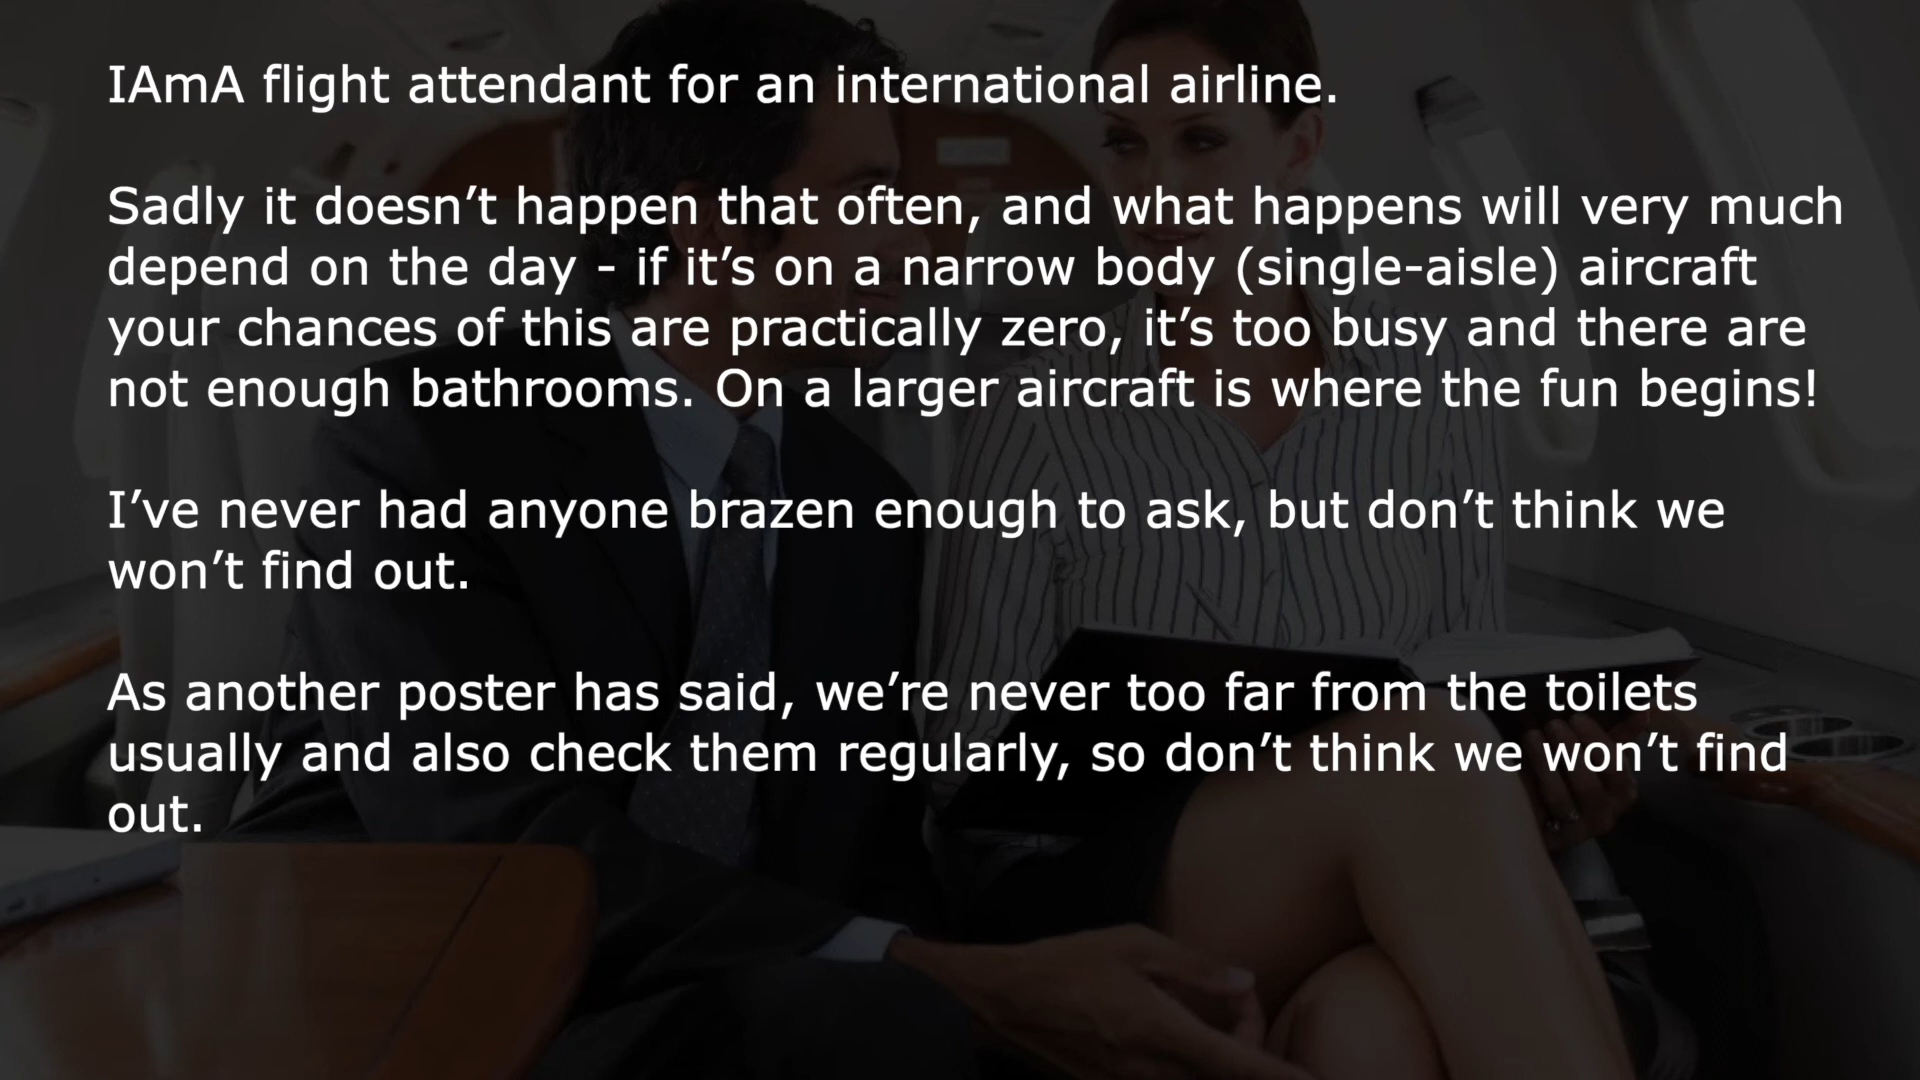 IAmA flight attendant for an international airline.
Sadly it doesn’t happen that often, and what happens will very much
depend on the day - if it’s on a narrow body (single-aisle) aircraft
your chances of this are practically zero, it’s too busy and there are
not enough bathrooms. On a larger aircraft is where the fun begins!
I’ve never had anyone brazen enough to ask, but don’t think we
won’t find out.
As another poster has said, we’re never too far from the toilets
usually and also check them regularly, so don’t think we won’t find
out.